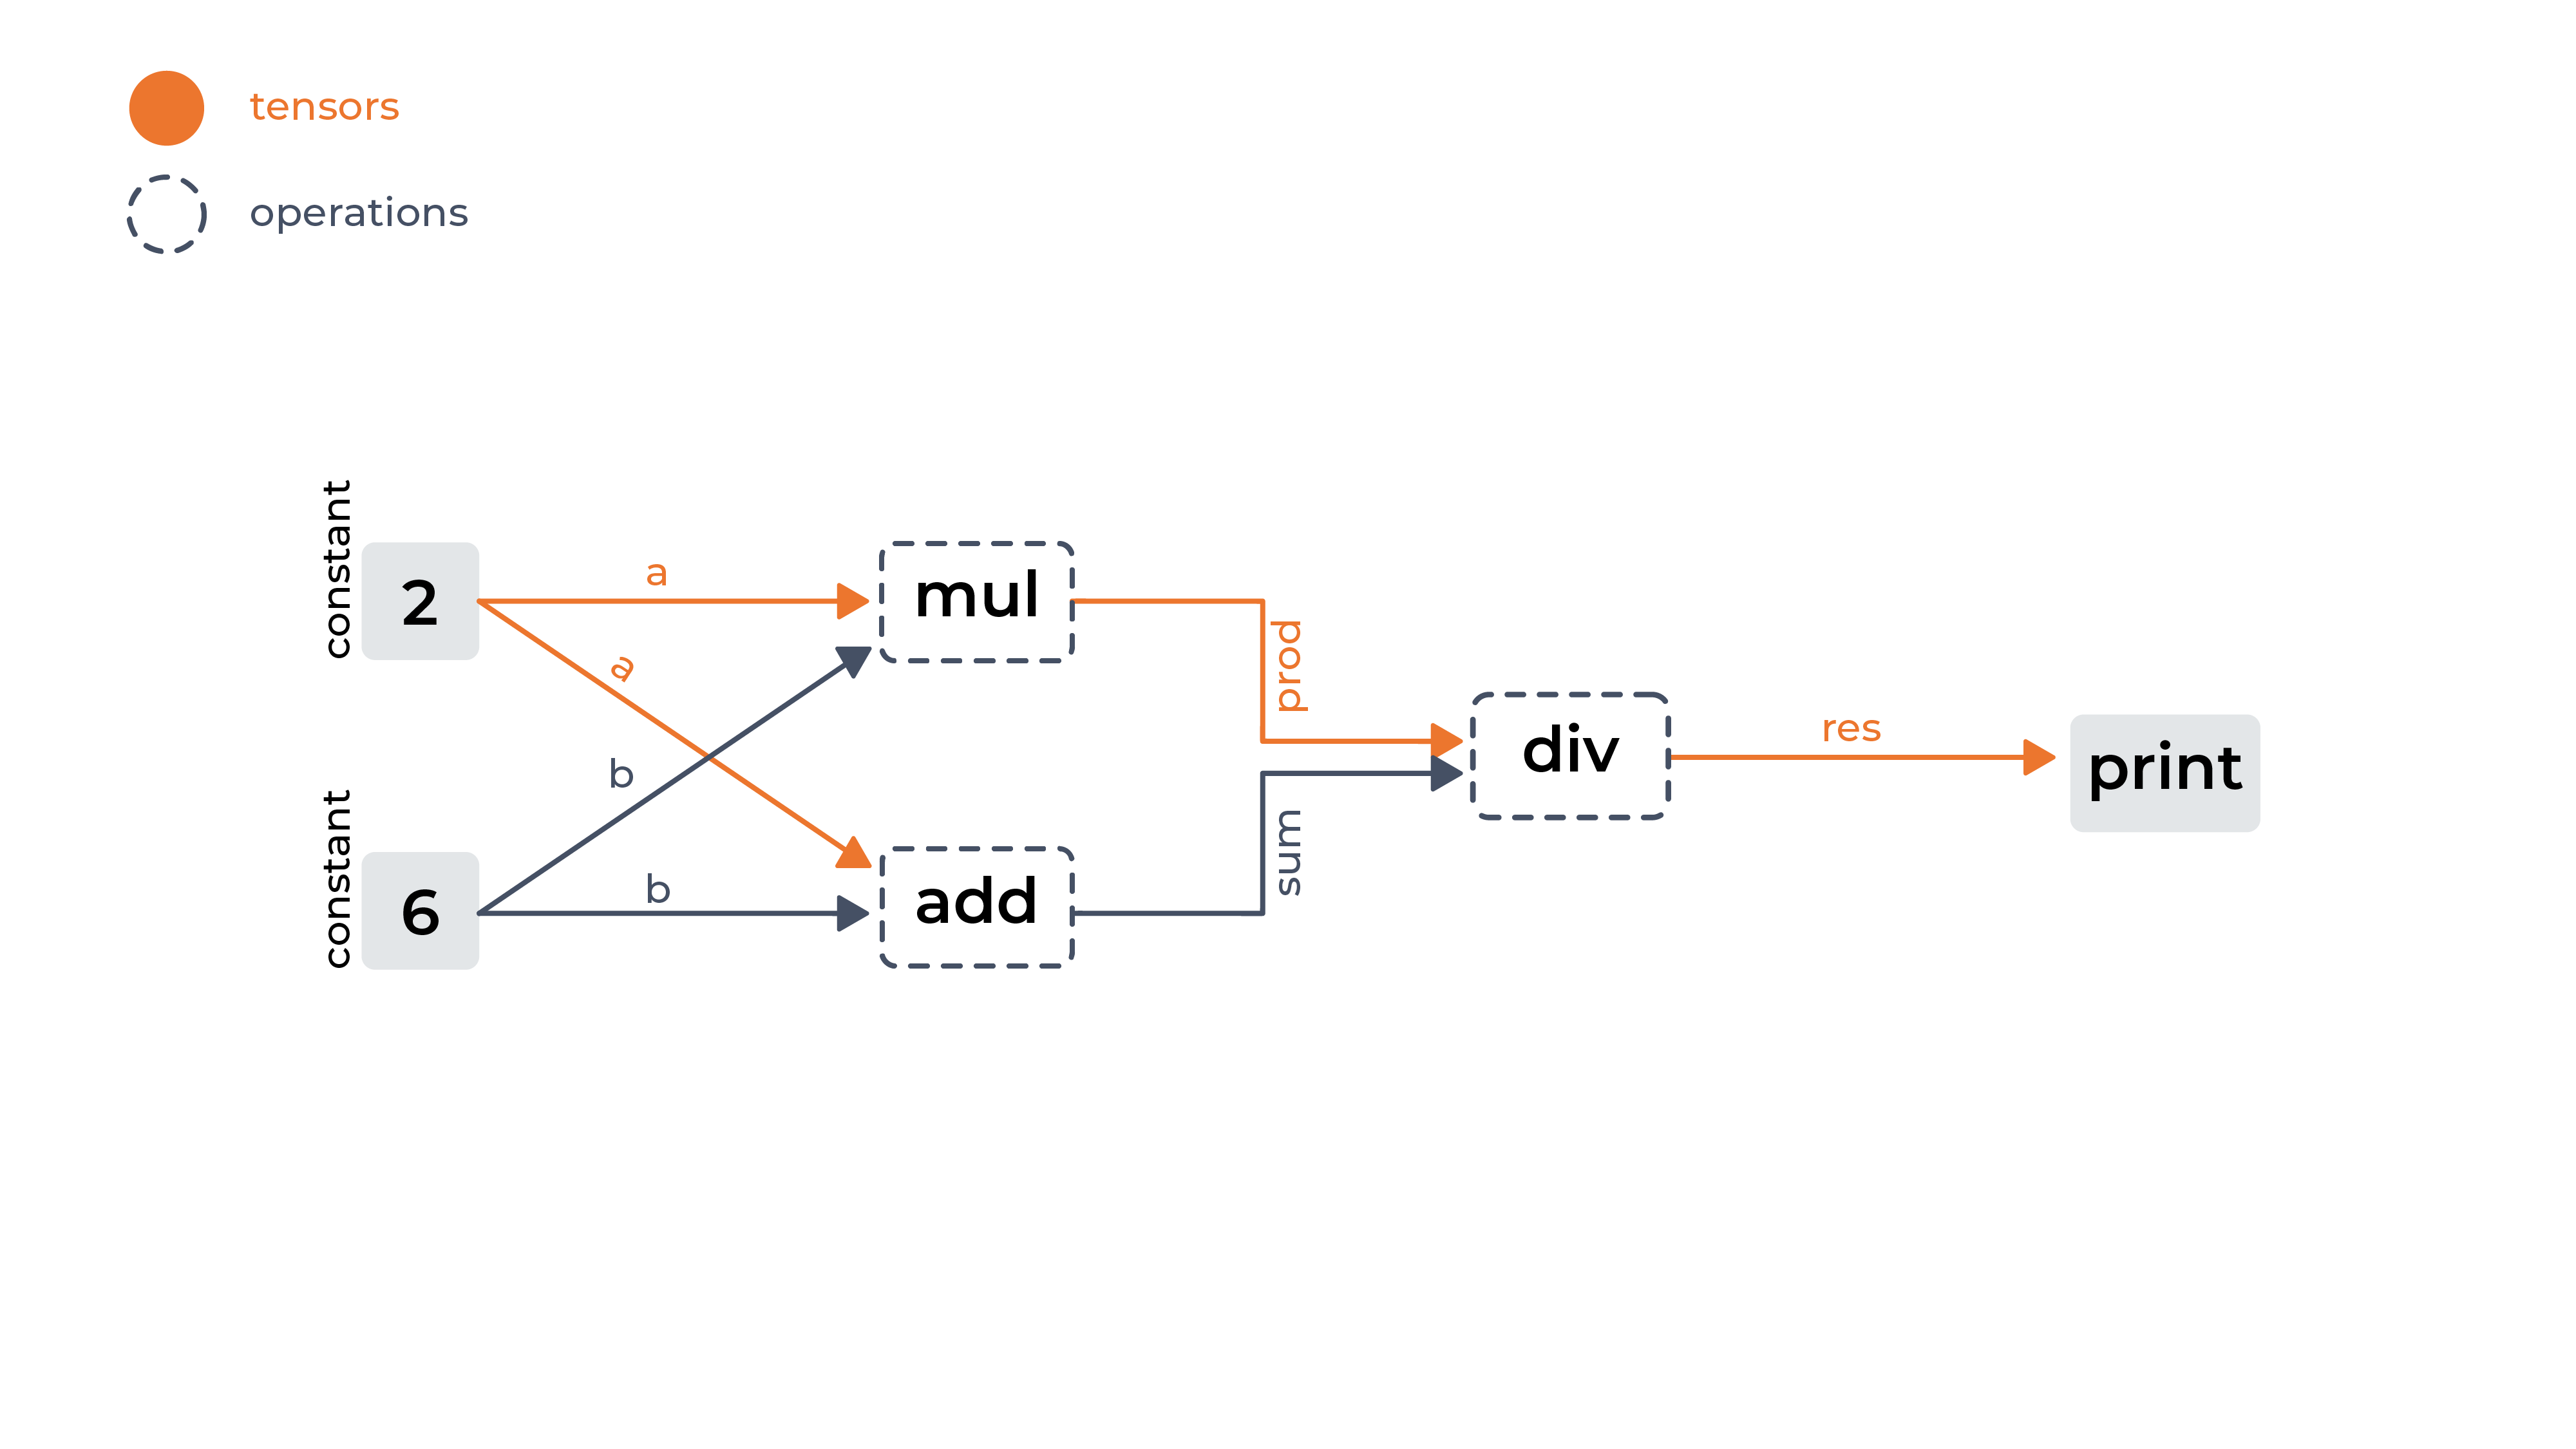 tensors
operations
constant
2
a
mul
a
prod
b
div
res
print
constant
6
b
add
sum